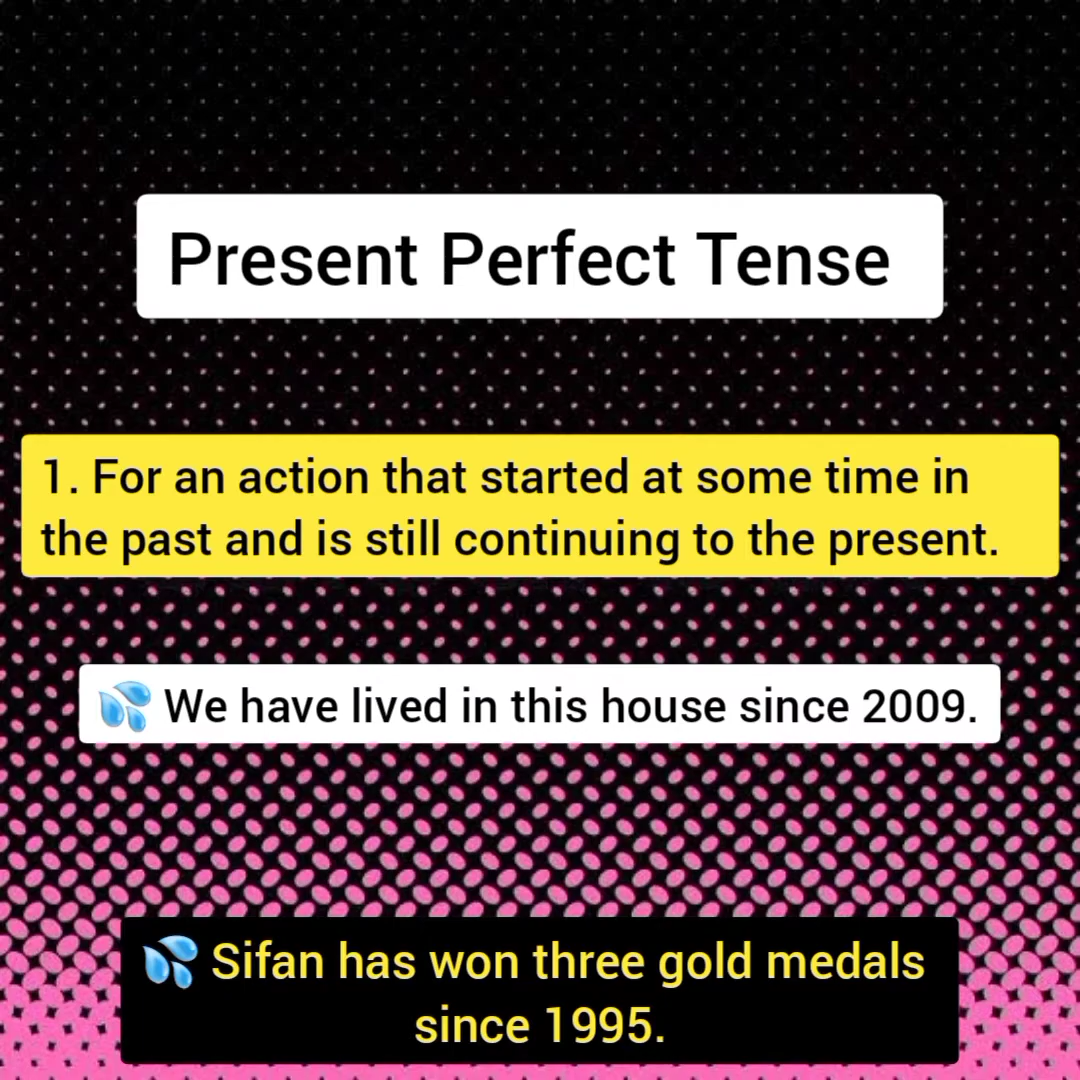 Present Perfect Tense
1. For an action that started at some time in
the past and is still continuing to the present.
💦 We have lived in this house since 2009.
💦 Sifan has won three gold medals
since 1995.